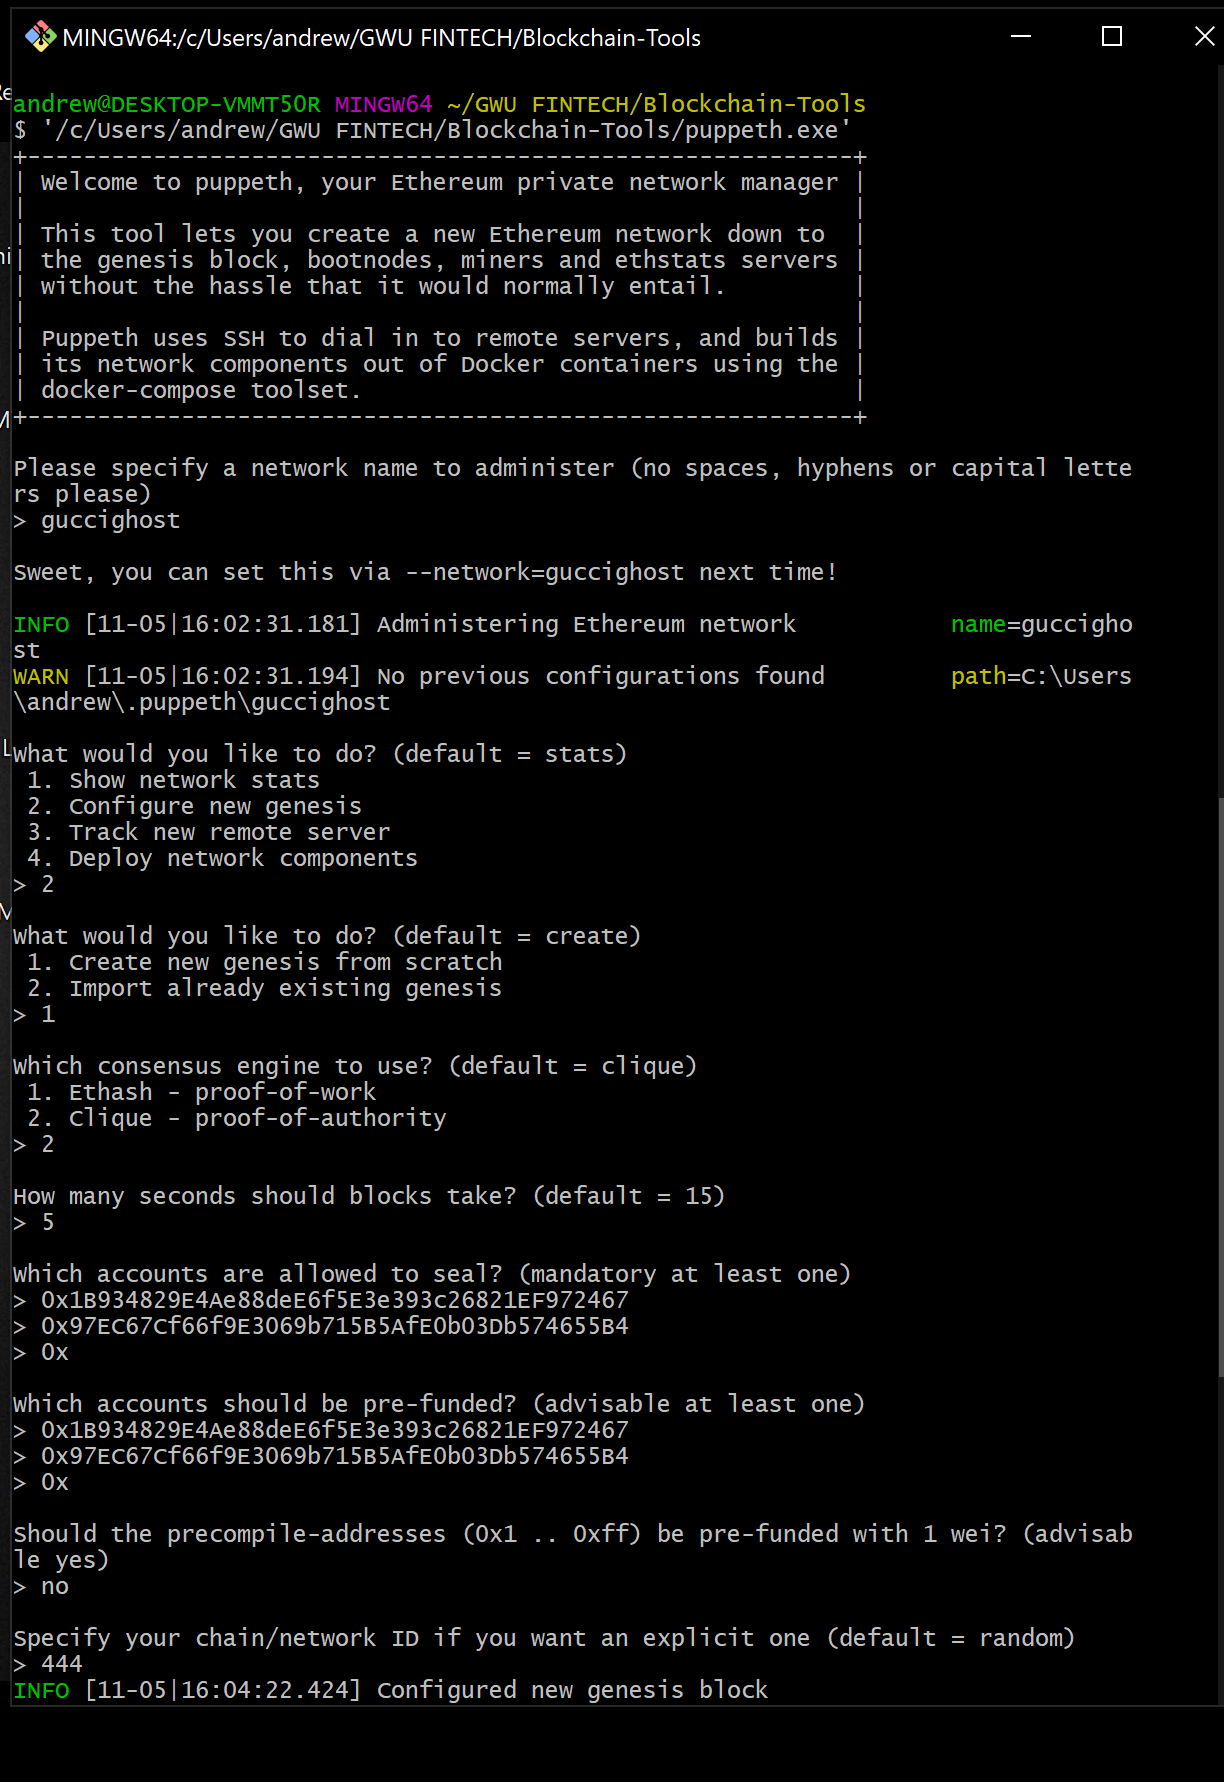 MINGW64:/c/Users/andrew/GWU FINTECH/Blockchain-Tools
andrew@DESKTOP-VMMT5OR MINGW64 ~/GWU FINTECH/Blockchain-Tools
$ '/c/Users/andrew/GWU FINTECH/Blockchain-Tools/puppeth.exe'
+-----------------------------------------------------------+
| Welcome to puppeth, your Ethereum private network manager |
|                                                           |
| This tool lets you create a new Ethereum network down to  |
| the genesis block, bootnodes, miners and ethstats servers |
| without the hassle that it would normally entail.         |
|                                                           |
| Puppeth uses SSH to dial in to remote servers, and builds |
| its network components out of Docker containers using the |
| docker-compose toolset.                                   |
+-----------------------------------------------------------+
Please specify a network name to administer (no spaces, hyphens or capital lette
rs please)
> guccighost
Sweet, you can set this via --network=guccighost next time!
INFO [11-05|16:02:31.181] Administering Ethereum network           name=guccigho
st
WARN [11-05|16:02:31.194] No previous configurations found         path=C:\Users
\andrew\.puppeth\guccighost
What would you like to do? (default = stats)
1. Show network stats
2. Configure new genesis
3. Track new remote server
4. Deploy network components
> 2
What would you like to do? (default = create)
1. Create new genesis from scratch
2. Import already existing genesis
> 1
Which consensus engine to use? (default = clique)
1. Ethash - proof-of-work
2. Clique - proof-of-authority
> 2
How many seconds should blocks take? (default = 15)
> 5
Which accounts are allowed to seal? (mandatory at least one)
> 0x1B934829E4Ae88deE6f5E3e393c26821EF972467
> 0x97EC67Cf66f9E3069b715B5AfE0b03Db574655B4
> 0x
Which accounts should be pre-funded? (advisable at least one)
> 0x1B934829E4Ae88deE6f5E3e393c26821EF972467
> 0x97EC67Cf66f9E3069b715B5AfE0b03Db574655B4
> 0x
Should the precompile-addresses (0x1 .. 0xff) be pre-funded with 1 wei? (advisab
le yes)
> no
Specify your chain/network ID if you want an explicit one (default = random)
> 444
INFO [11-05|16:04:22.424] Configured new genesis block